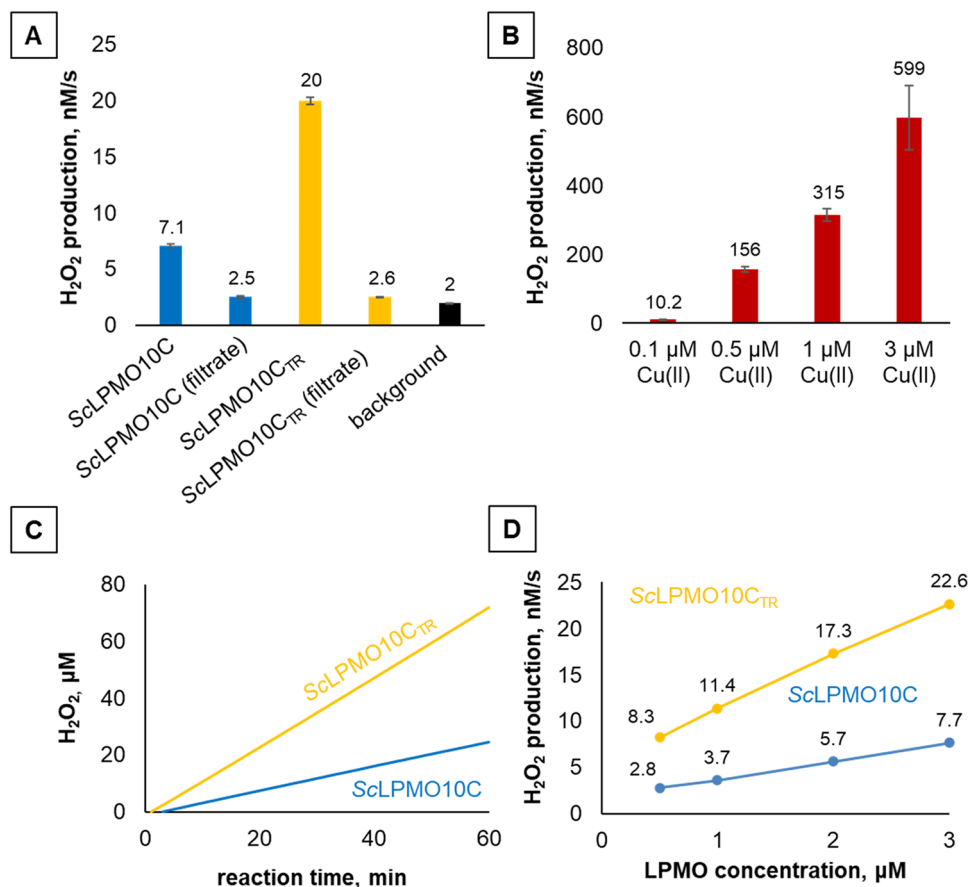 A
H₂O₂ production, nM/s
25
20
15
10
5
0
7.1
2.5
20
2.6
2
ScLPMO10C
ScLPMO10C (filtrate)
ScLPMO10CTR
ScLPMO10CTR (filtrate)
background
B
H₂O₂ production, nM/s
800
600
400
200
0
10.2
156
315
599
0.1 µM 0.5 µM 1 µM 3 µM
Cu(II) Cu(II) Cu(II) Cu(II)
C
H₂O₂, µM
80
60
40
20
0
ScLPMO10CTR
ScLPMO10C
0 20 40 60
reaction time, min
D
H₂O₂ production, nM/s
25
20
15
10
5
0
ScLPMO10CTR
8.3
11.4
17.3
22.6
ScLPMO10C
2.8
3.7
5.7
7.7
0 1 2 3
LPMO concentration, µM